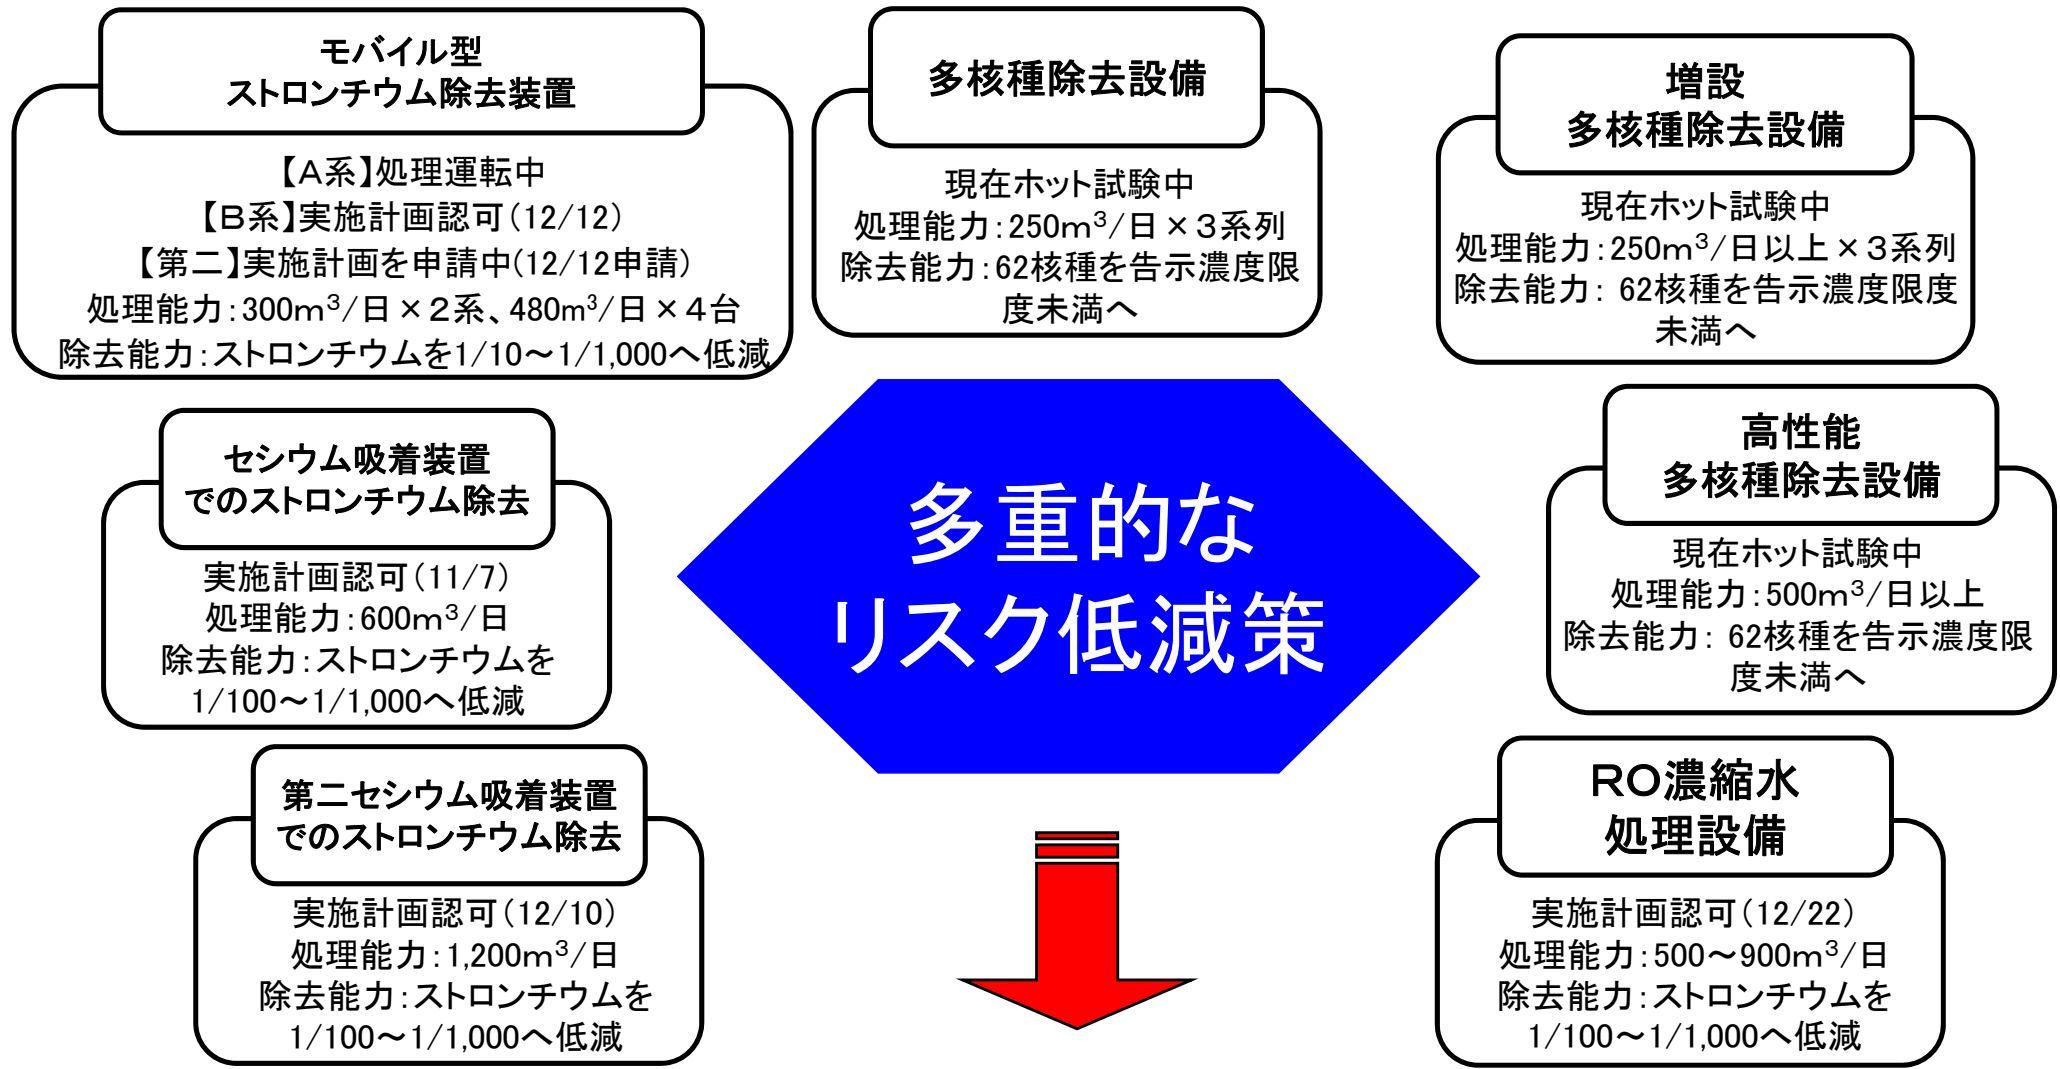 モバイル型
ストロンチウム除去装置
【Ａ系】処理運転中
【Ｂ系】実施計画認可（12/12）
【第二】実施計画を申請中(12/12申請）
処理能力：300ｍ³/日×２系、480m³/日×４台
除去能力：ストロンチウムを1/10～1/1,000へ低減
多核種除去設備
現在ホット試験中
処理能力：250ｍ³/日×３系列
除去能力：62核種を告示濃度限
度未満へ
増設
多核種除去設備
現在ホット試験中
処理能力：250ｍ³/日以上×３系列
除去能力： 62核種を告示濃度限度
未満へ
セシウム吸着装置
でのストロンチウム除去
実施計画認可（11/7）
処理能力：600ｍ³/日
除去能力：ストロンチウムを
1/100～1/1,000へ低減
多重的な
リスク低減策
高性能
多核種除去設備
現在ホット試験中
処理能力：500ｍ³/日以上
除去能力： 62核種を告示濃度限
度未満へ
第二セシウム吸着装置
でのストロンチウム除去
実施計画認可（12/10）
処理能力：1,200ｍ³/日
除去能力：ストロンチウムを
1/100～1/1,000へ低減
ＲＯ濃縮水
処理設備
実施計画認可（12/22）
処理能力：500～900ｍ³/日
除去能力：ストロンチウムを
1/100～1/1,000へ低減